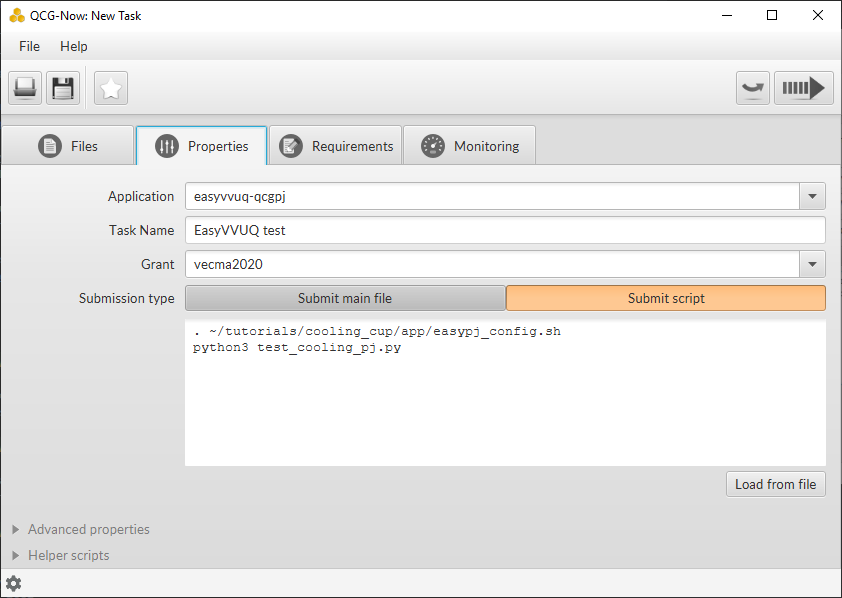 QCG-Now: New Task
File Help
Files Properties Requirements Monitoring
Application easyvvuq-qcgpj
Task Name EasyVVUQ test
Grant vecma2020
Submission type Submit main file Submit script
. ~/tutorials/cooling_cup/app/easypj_config.sh
python3 test_cooling_pj.py
Load from file
Advanced properties
Helper scripts